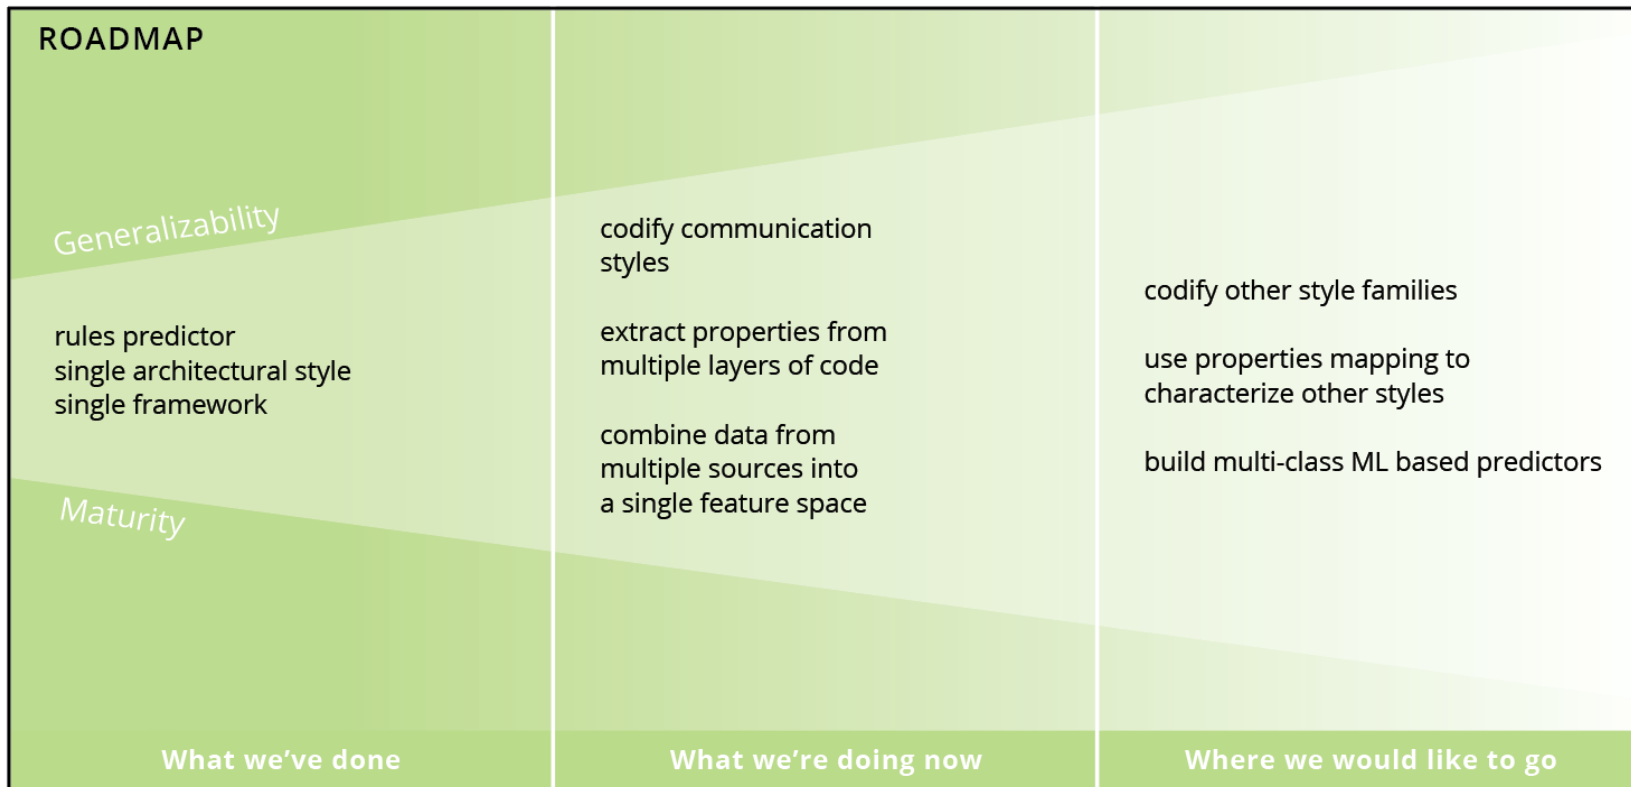 ROADMAP
Generalizability
rules predictor
single architectural style
single framework
Maturity
codify communication
styles
extract properties from
multiple layers of code
combine data from
multiple sources into
a single feature space
codify other style families
use properties mapping to
characterize other styles
build multi-class ML based predictors
What we’ve done
What we’re doing now
Where we would like to go